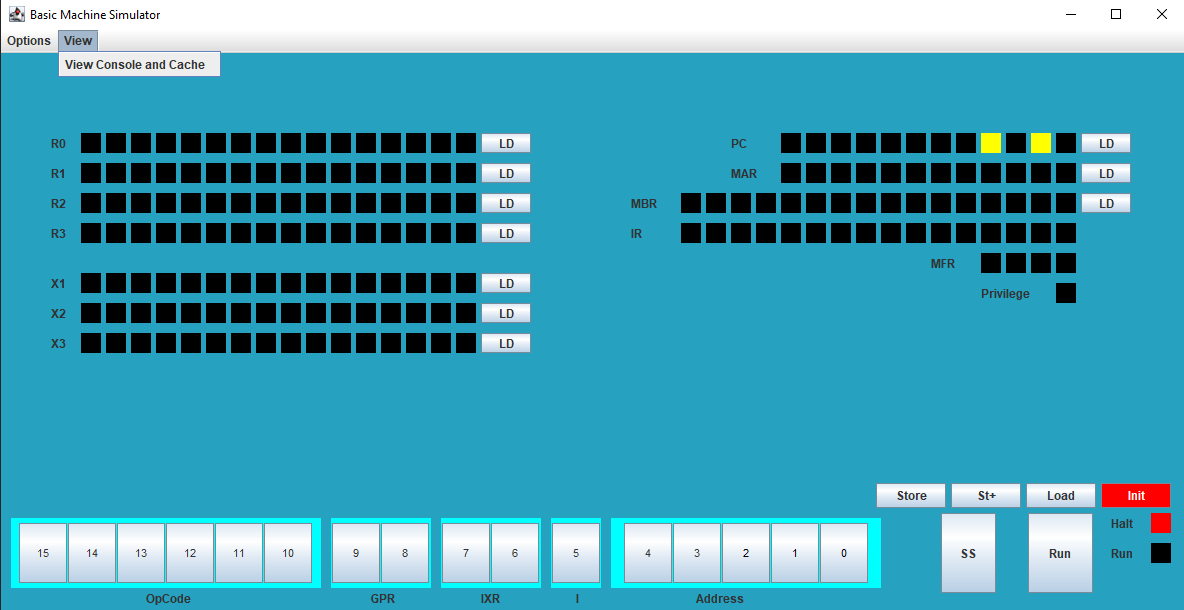 Basic Machine Simulator
Options View
View Console and Cache
R0 LD PC LD
R1 LD MAR LD
R2 LD MBR LD
R3 LD IR
MFR
X1 LD Privilege
X2 LD
X3 LD
Store St+ Load Init
Halt
15 14 13 12 11 10 9 8 7 6 5 4 3 2 1 0 SS Run Run
OpCode GPR IXR I Address